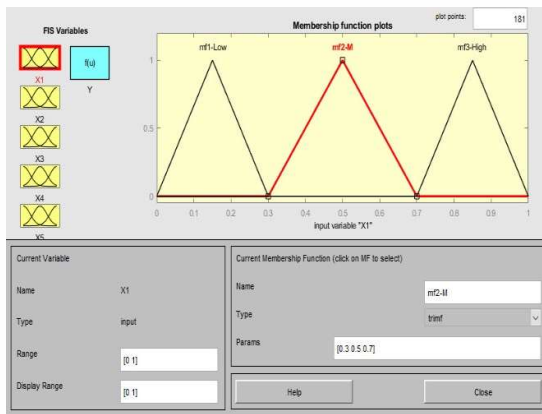 FIS Variables
Membership function plots
plot points: 181
f(u)
X1
Y
X2
X3
X4
X5
mf1-Low
mf2-M
mf3-High
1
0.5
0
0 0.1 0.2 0.3 0.4 0.5 0.6 0.7 0.8 0.9 1
input variable "X1"
Current Variable
Name X1
Type input
Range [0 1]
Display Range [0 1]
Current Membership Function (click on MF to select)
Name mf2-M
Type trimf
Params [0.3 0.5 0.7]
Help
Close